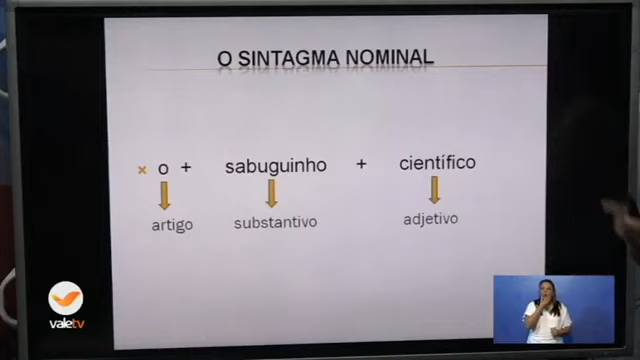 O SINTAGMA NOMINAL
× o + sabuguinho + científico
artigo substantivo adjetivo
valetv